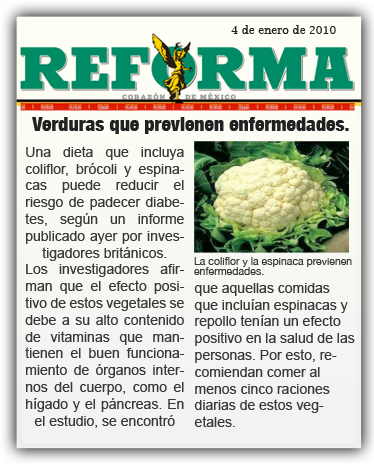 4 de enero de 2010
REFORMA
CORAZÓN DE MÉXICO
Verduras que previenen enfermedades.
Una dieta que incluya
coliflor, brócoli y espina-
cas puede reducir el
riesgo de padecer diabe-
tes, según un informe
publicado ayer por inves-
tigadores británicos.
Los investigadores afir-
man que el efecto posi-
tivo de estos vegetales se
debe a su alto contenido
de vitaminas que man-
tienen el buen funciona-
miento de órganos inter-
nos del cuerpo, como el
hígado y el páncreas. En
el estudio, se encontró
La coliflor y la espinaca previenen
enfermedades.
que aquellas comidas
que incluían espinacas y
repollo tenían un efecto
positivo en la salud de las
personas. Por esto, re-
comiendan comer al
menos cinco raciones
diarias de estos veg-
etales.